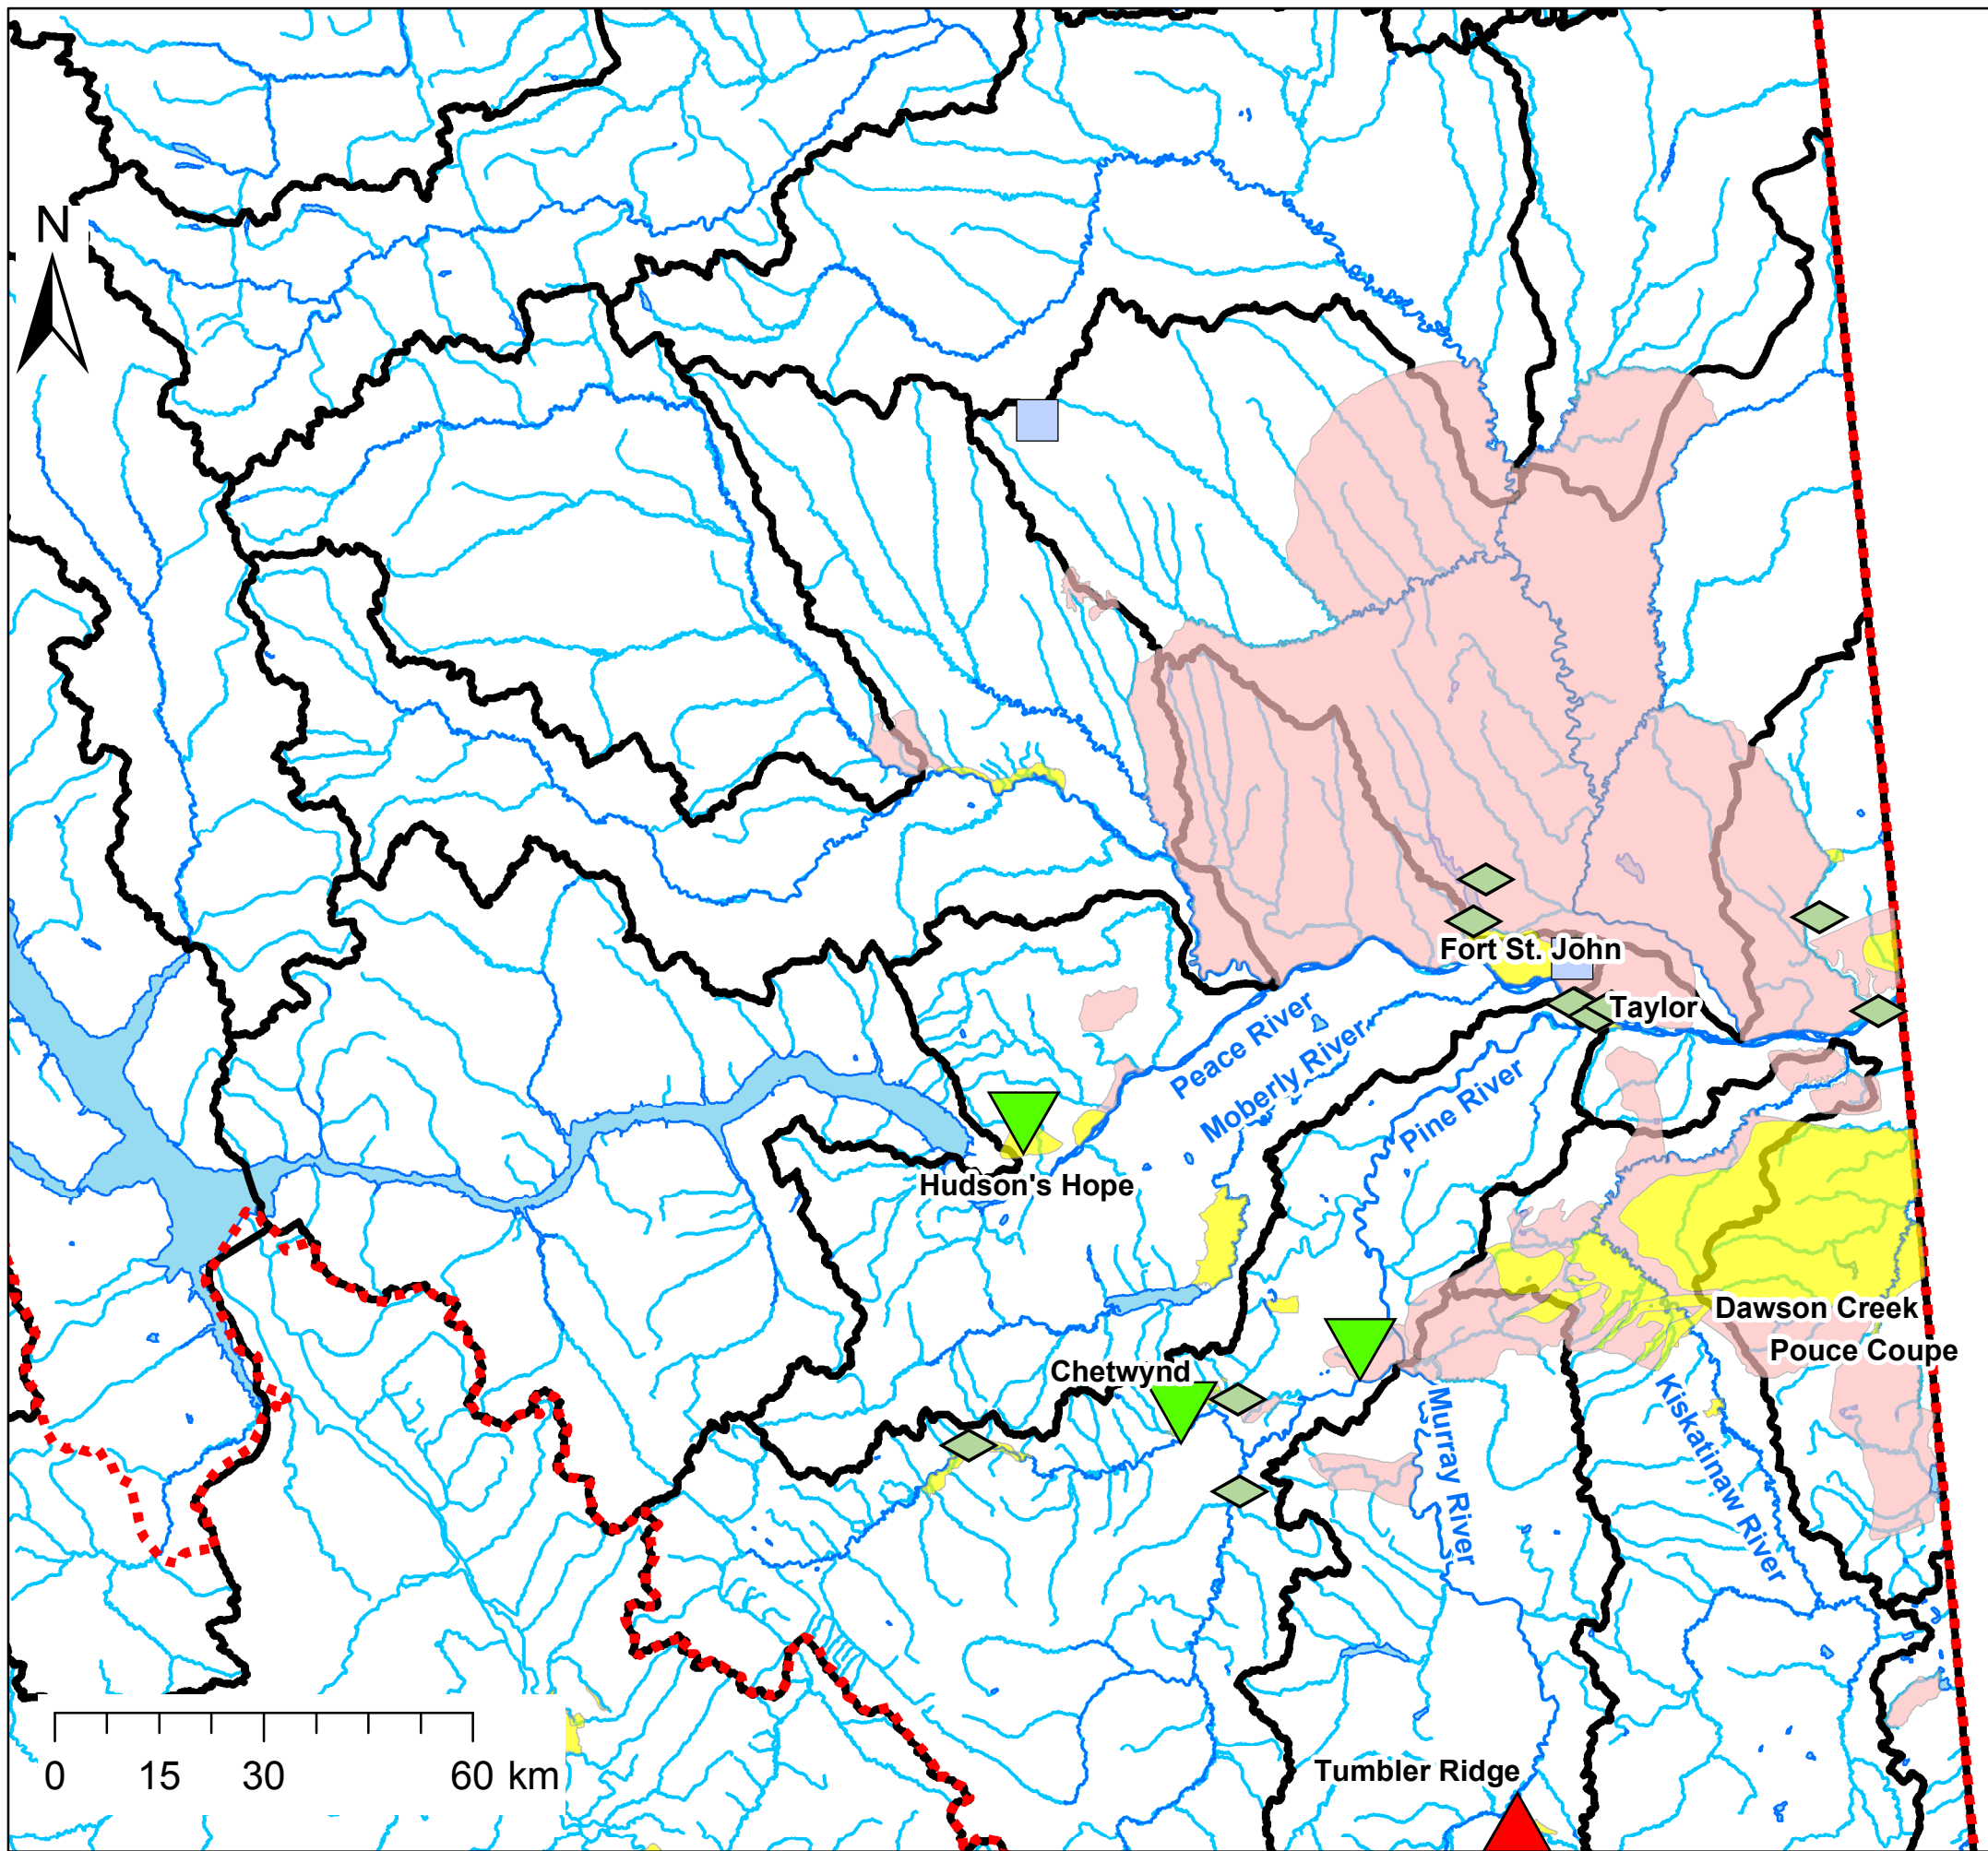 N
Fort St. John
Taylor
Peace River
Moberly River
Pine River
Hudson's Hope
Dawson Creek
Pouce Coupe
Chetwynd
Murray River
Kiskatinaw River
Tumbler Ridge
0 15 30 60 km